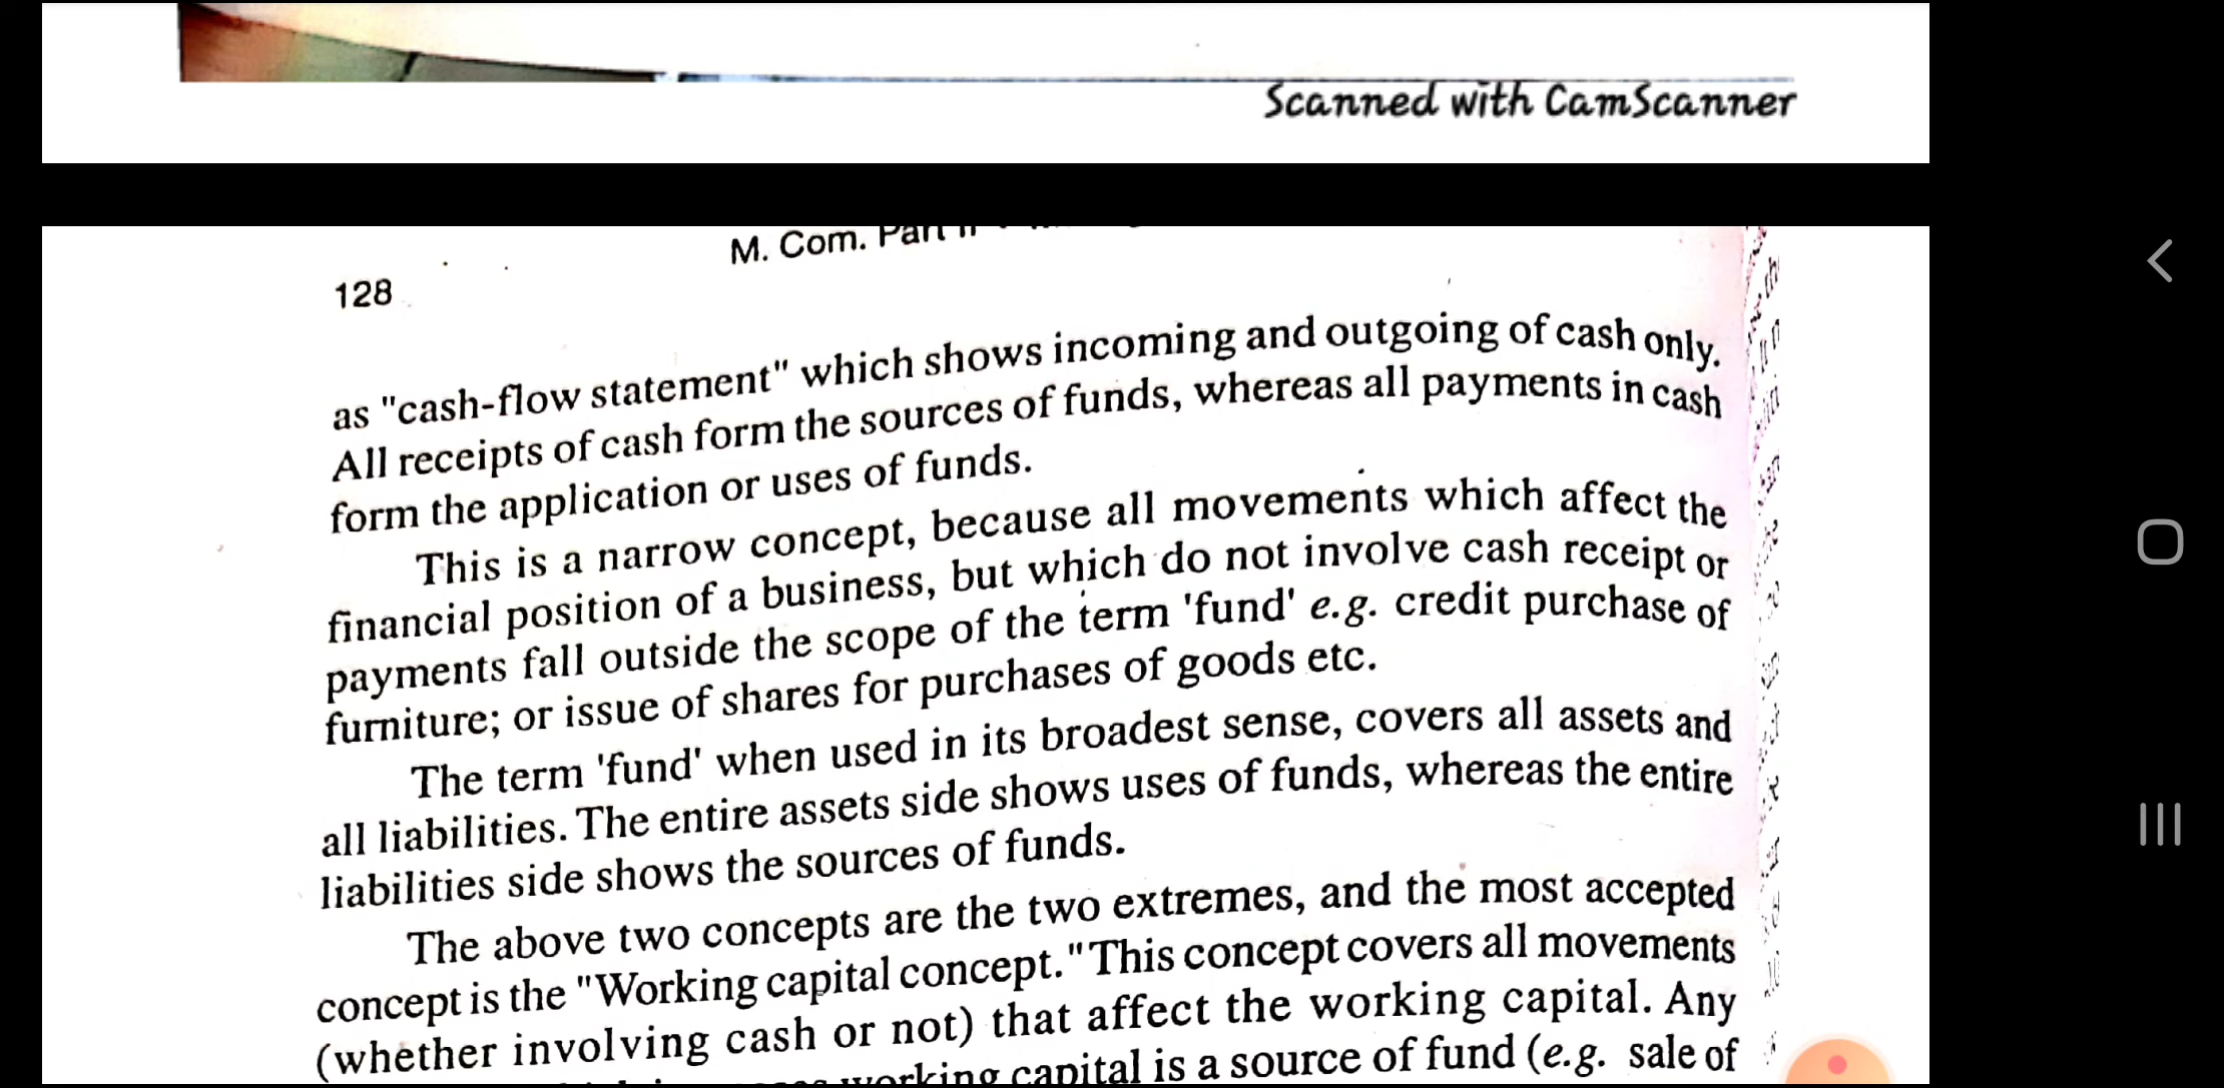 Scanned with CamScanner
M. Com. Part II
128
as "cash-flow statement" which shows incoming and outgoing of cash only.
All receipts of cash form the sources of funds, whereas all payments in cash
form the application or uses of funds.
This is a narrow concept, because all movements which affect the
financial position of a business, but which do not involve cash receipt or
payments fall outside the scope of the term 'fund' e.g. credit purchase of
furniture; or issue of shares for purchases of goods etc.
The term 'fund' when used in its broadest sense, covers all assets and
all liabilities. The entire assets side shows uses of funds, whereas the entire
liabilities side shows the sources of funds.
The above two concepts are the two extremes, and the most accepted
concept is the "Working capital concept." This concept covers all movements
(whether involving cash or not) that affect the working capital. Any
working capital is a source of fund (e.g. sale of